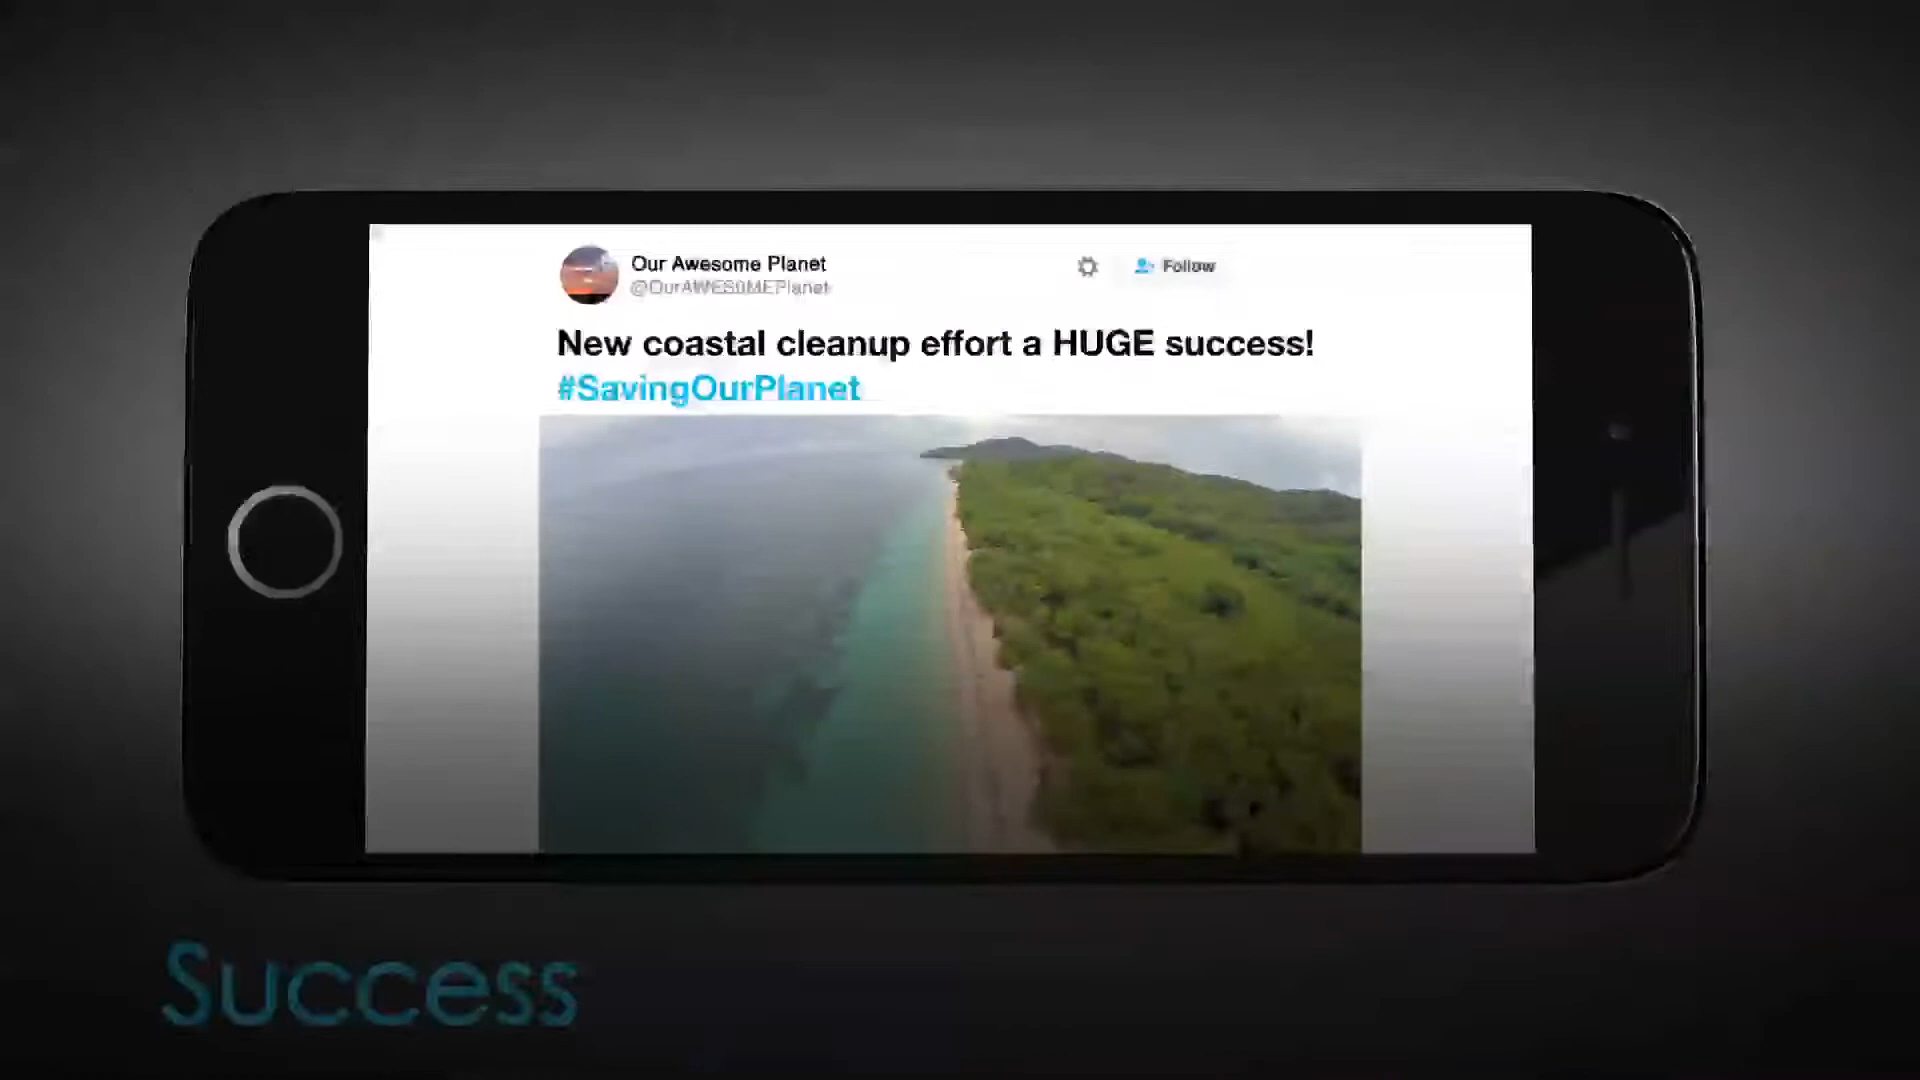 Our Awesome Planet
@OurAWESOMEPlanet
Follow
New coastal cleanup effort a HUGE success!
#SavingOurPlanet
Success